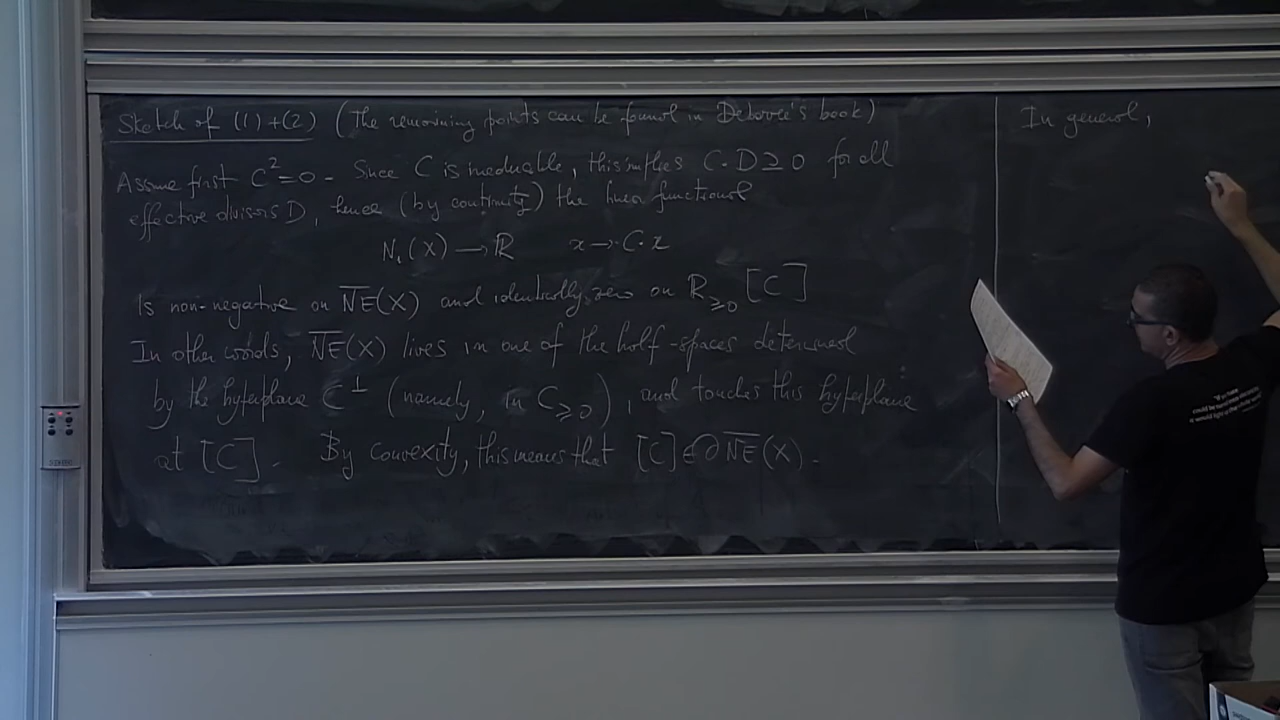 Sketch of (1)+(2) (The remaining points can be found in Debarre's book)
Assume first C²=0. Since C is irreducible, this implies C·D≥0 for all
effective divisors D, hence (by continuity) the linear functional
N₁(X) → ℝ x → C·x
is non-negative on N̅E̅(X) and identically zero on ℝ≥0 [C]
In other words, N̅E̅(X) lives in one of the half-spaces determined
by the hyperplane C^⊥ (namely, in C≥0), and touches this hyperplane
at [C]. By convexity, this means that [C]∈∂N̅E̅(X).
In general,